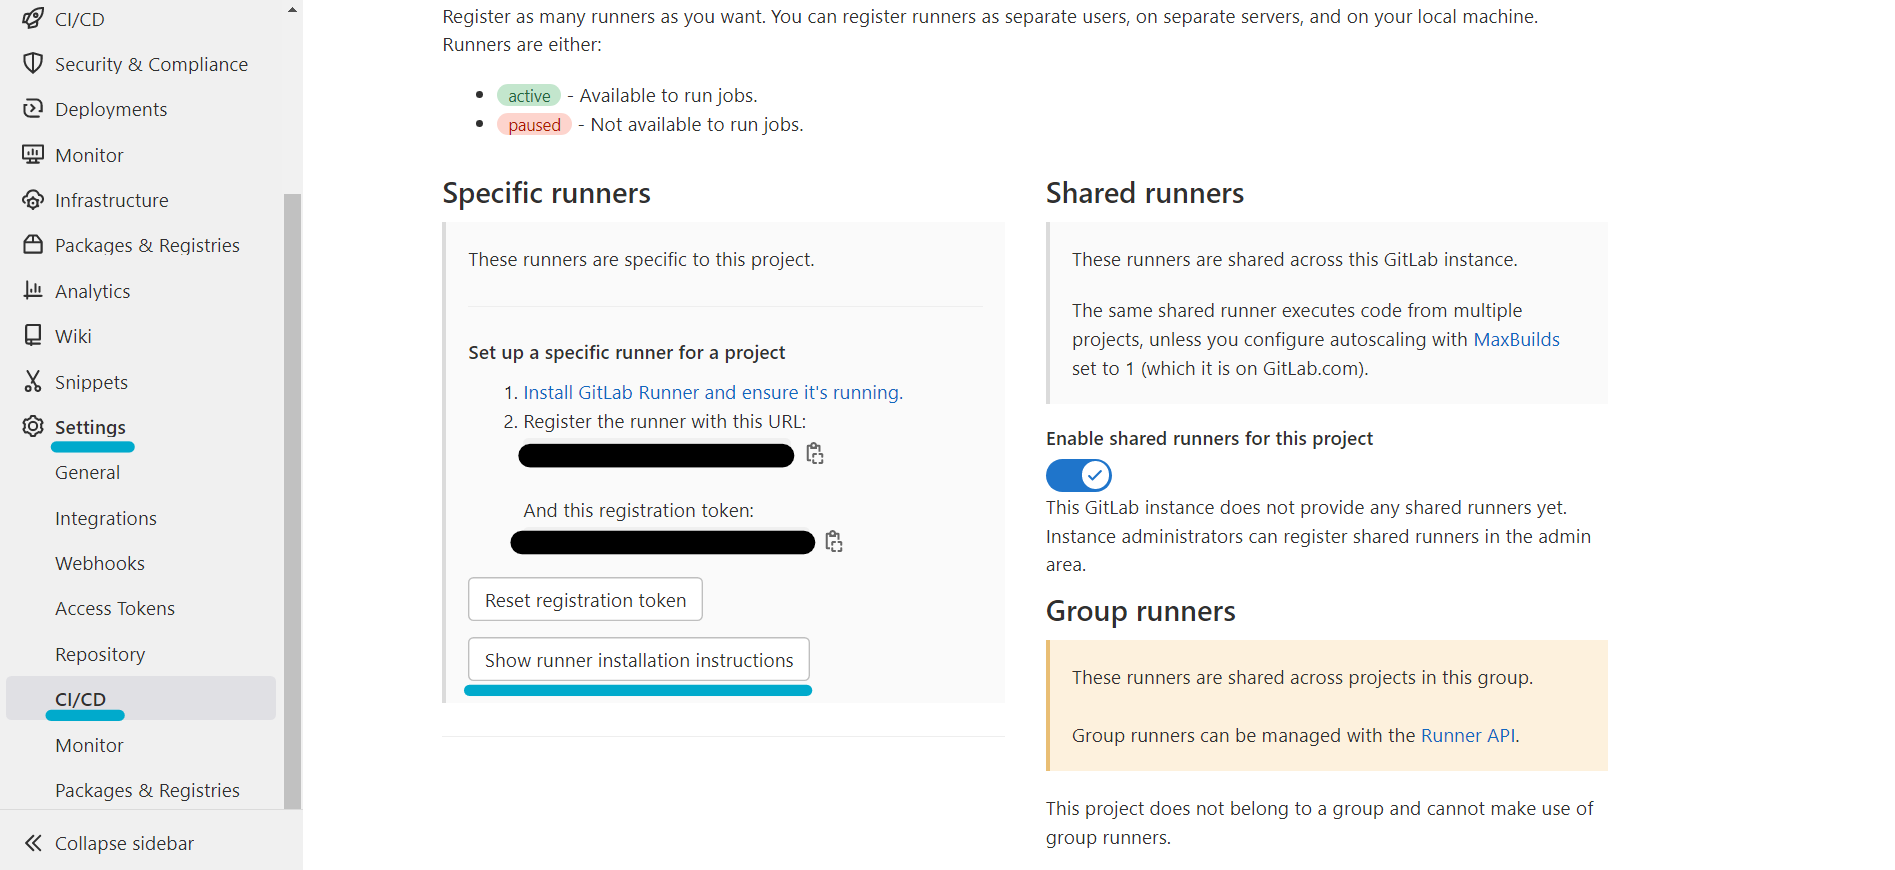 CI/CD
Security & Compliance
Deployments
Monitor
Infrastructure
Packages & Registries
Analytics
Wiki
Snippets
Settings
General
Integrations
Webhooks
Access Tokens
Repository
CI/CD
Monitor
Packages & Registries
Collapse sidebar
Register as many runners as you want. You can register runners as separate users, on separate servers, and on your local machine.
Runners are either:
active - Available to run jobs.
paused - Not available to run jobs.
Specific runners
These runners are specific to this project.
Set up a specific runner for a project
1. Install GitLab Runner and ensure it's running.
2. Register the runner with this URL:
And this registration token:
Reset registration token
Show runner installation instructions
Shared runners
These runners are shared across this GitLab instance.
The same shared runner executes code from multiple
projects, unless you configure autoscaling with MaxBuilds
set to 1 (which it is on GitLab.com).
Enable shared runners for this project
This GitLab instance does not provide any shared runners yet.
Instance administrators can register shared runners in the admin
area.
Group runners
These runners are shared across projects in this group.
Group runners can be managed with the Runner API.
This project does not belong to a group and cannot make use of
group runners.